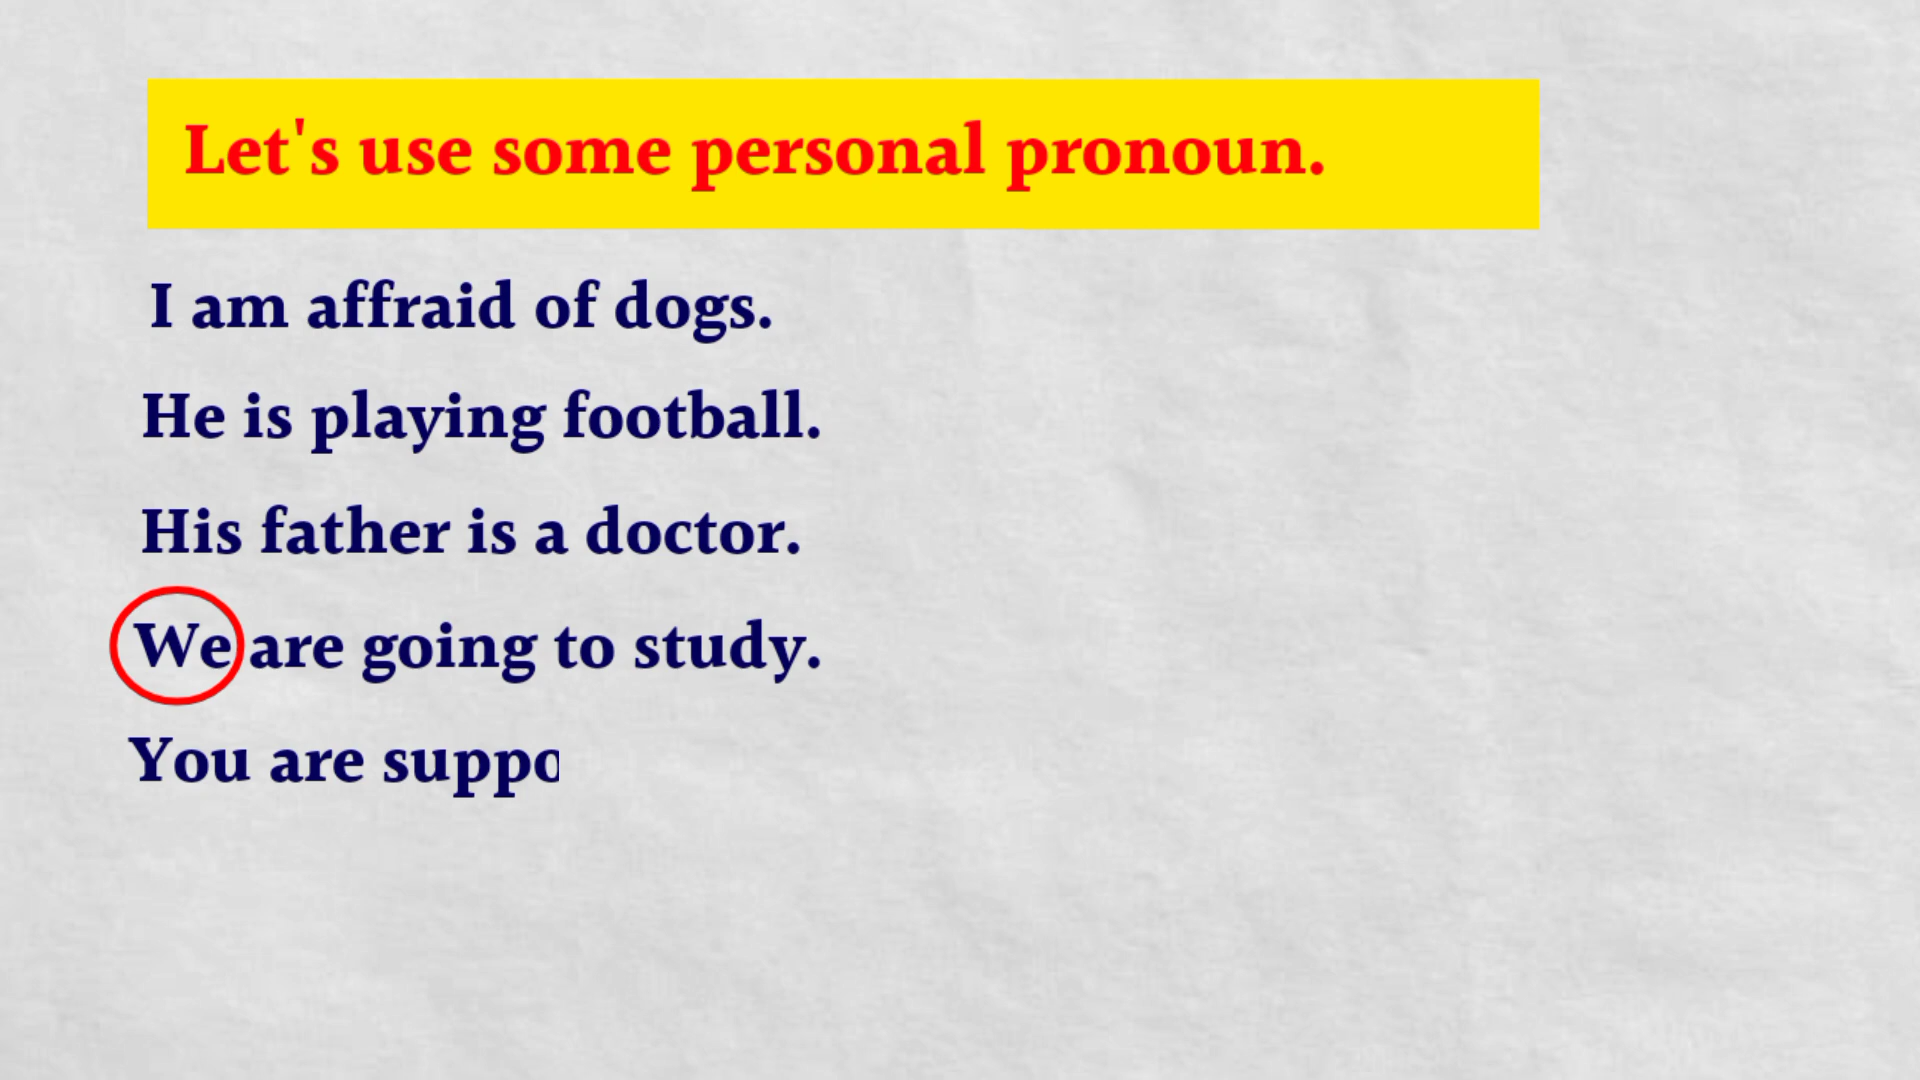 Let's use some personal pronoun.
I am affraid of dogs.
He is playing football.
His father is a doctor.
We are going to study.
You are suppo